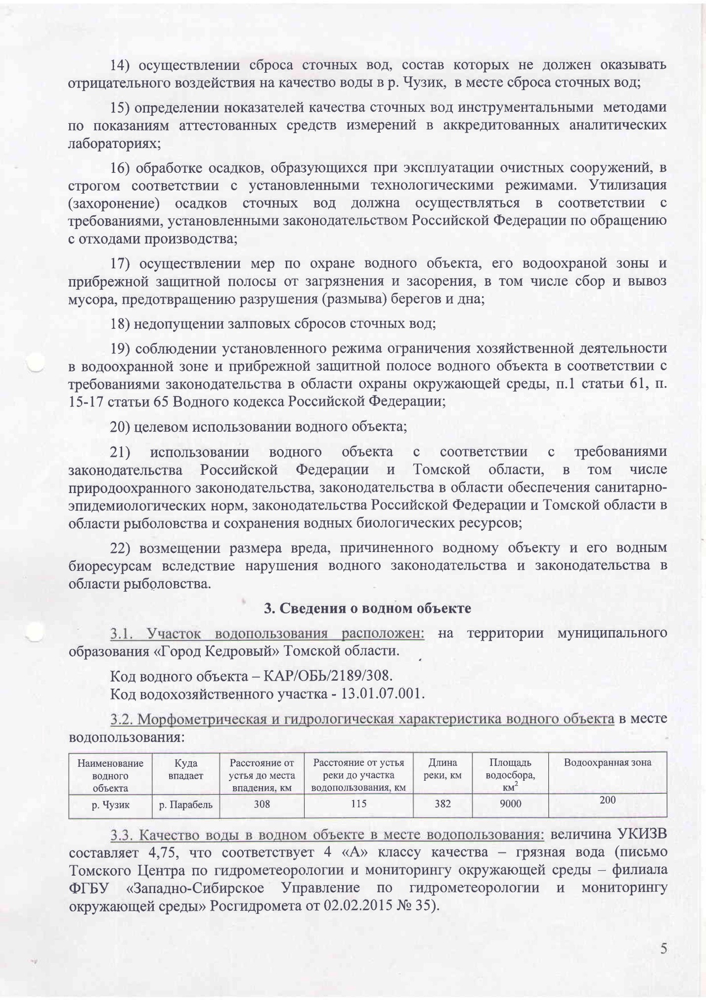 14) осуществлении сброса сточных вод, состав которых не должен оказывать
отрицательного воздействия на качество воды в р. Чузик, в месте сброса сточных вод;
15) определении показателей качества сточных вод инструментальными методами
по показаниям аттестованных средств измерений в аккредитованных аналитических
лабораториях;
16) обработке осадков, образующихся при эксплуатации очистных сооружений, в
строгом соответствии с установленными технологическими режимами. Утилизация
(захоронение) осадков сточных вод должна осуществляться в соответствии с
требованиями, установленными законодательством Российской Федерации по обращению
с отходами производства;
17) осуществлении мер по охране водного объекта, его водоохраной зоны и
прибрежной защитной полосы от загрязнения и засорения, в том числе сбор и вывоз
мусора, предотвращению разрушения (размыва) берегов и дна;
18) недопущении залповых сбросов сточных вод;
19) соблюдении установленного режима ограничения хозяйственной деятельности
в водоохранной зоне и прибрежной защитной полосе водного объекта в соответствии с
требованиями законодательства в области охраны окружающей среды, п.1 статьи 61, п.
15-17 статьи 65 Водного кодекса Российской Федерации;
20) целевом использовании водного объекта;
21) использовании водного объекта с соответствии с требованиями
законодательства Российской Федерации и Томской области, в том числе
природоохранного законодательства, законодательства в области обеспечения санитарно-
эпидемиологических норм, законодательства Российской Федерации и Томской области в
области рыболовства и сохранения водных биологических ресурсов;
22) возмещении размера вреда, причиненного водному объекту и его водным
биоресурсам вследствие нарушения водного законодательства и законодательства в
области рыболовства.
3. Сведения о водном объекте
3.1. Участок водопользования расположен: на территории муниципального
образования «Город Кедровый» Томской области.
Код водного объекта – КАР/ОБЬ/2189/308.
Код водохозяйственного участка - 13.01.07.001.
3.2. Морфометрическая и гидрологическая характеристика водного объекта в месте
водопользования:
Наименование водного объекта | Куда впадает | Расстояние от устья до места впадения, км | Расстояние от устья реки до участка водопользования, км | Длина реки, км | Площадь водосбора, км² | Водоохранная зона
р. Чузик | р. Парабель | 308 | 115 | 382 | 9000 | 200
3.3. Качество воды в водном объекте в месте водопользования: величина УКИЗВ
составляет 4,75, что соответствует 4 «А» классу качества – грязная вода (письмо
Томского Центра по гидрометеорологии и мониторингу окружающей среды – филиала
ФГБУ «Западно-Сибирское Управление по гидрометеорологии и мониторингу
окружающей среды» Росгидромета от 02.02.2015 № 35).
5